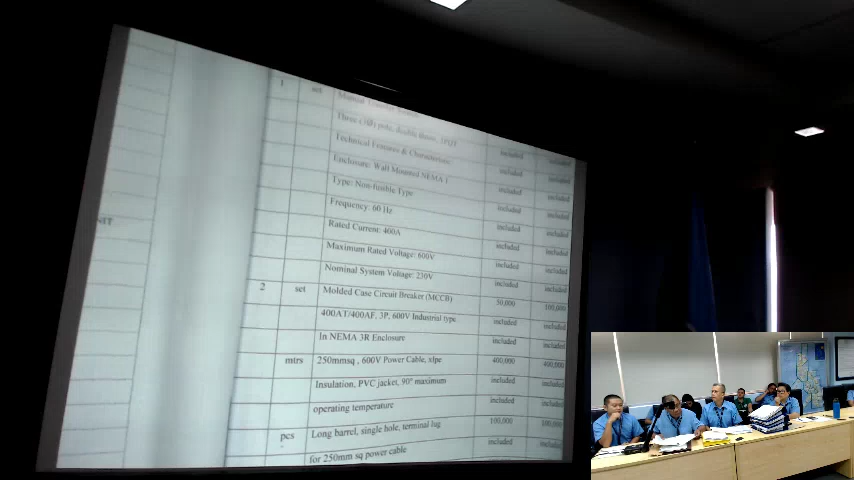 1 set Manual Transfer Switch
Three (3Ø) pole, double throw, 3PDT included included
Technical Features & Characteristics: included included
Enclosure: Wall Mounted NEMA 1 included included
Type: Non-fusible Type included included
Frequency: 60 Hz included included
Rated Current: 400A included included
Maximum Rated Voltage: 600V included included
Nominal System Voltage: 230V included included
2 set Molded Case Circuit Breaker (MCCB) 50,000 100,000
400AT/400AF, 3P, 600V Industrial type included included
In NEMA 3R Enclosure included included
mtrs 250mmsq , 600V Power Cable, xlpe 400,000 400,000
Insulation, PVC jacket, 90° maximum included included
operating temperature included included
pcs Long barrel, single hole, terminal lug 100,000 100,000
for 250mm sq power cable included included